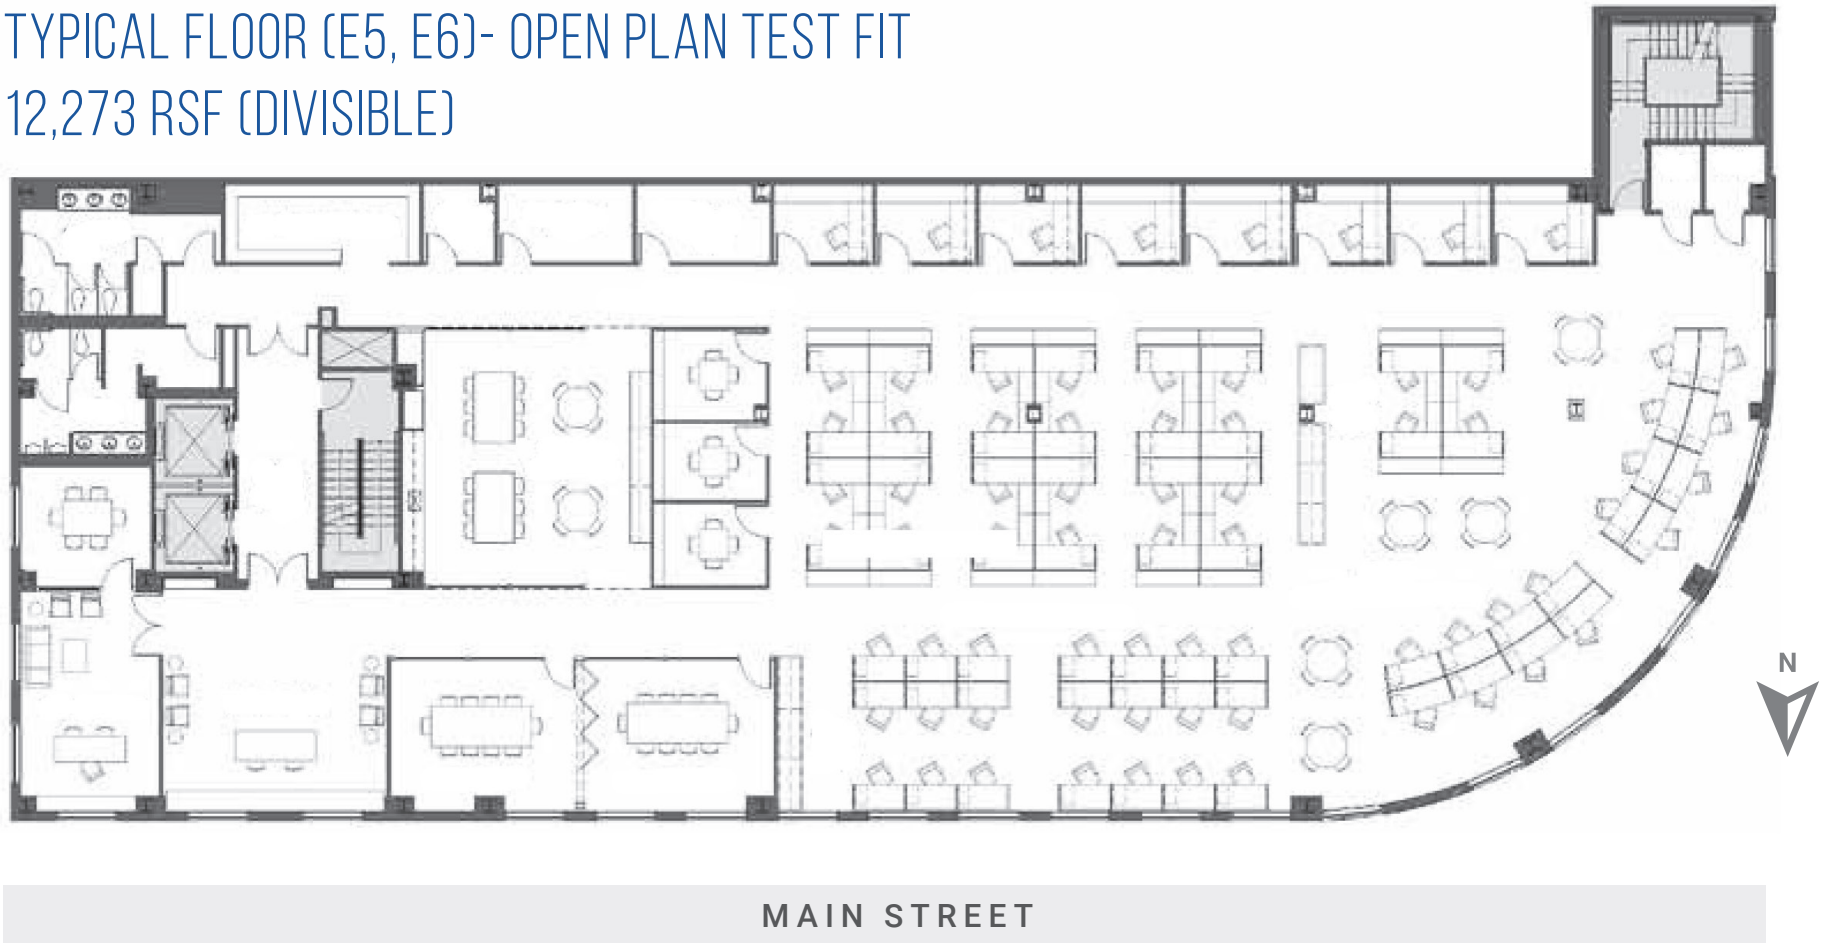 TYPICAL FLOOR (E5, E6)- OPEN PLAN TEST FIT
12,273 RSF (DIVISIBLE)
N
MAIN STREET